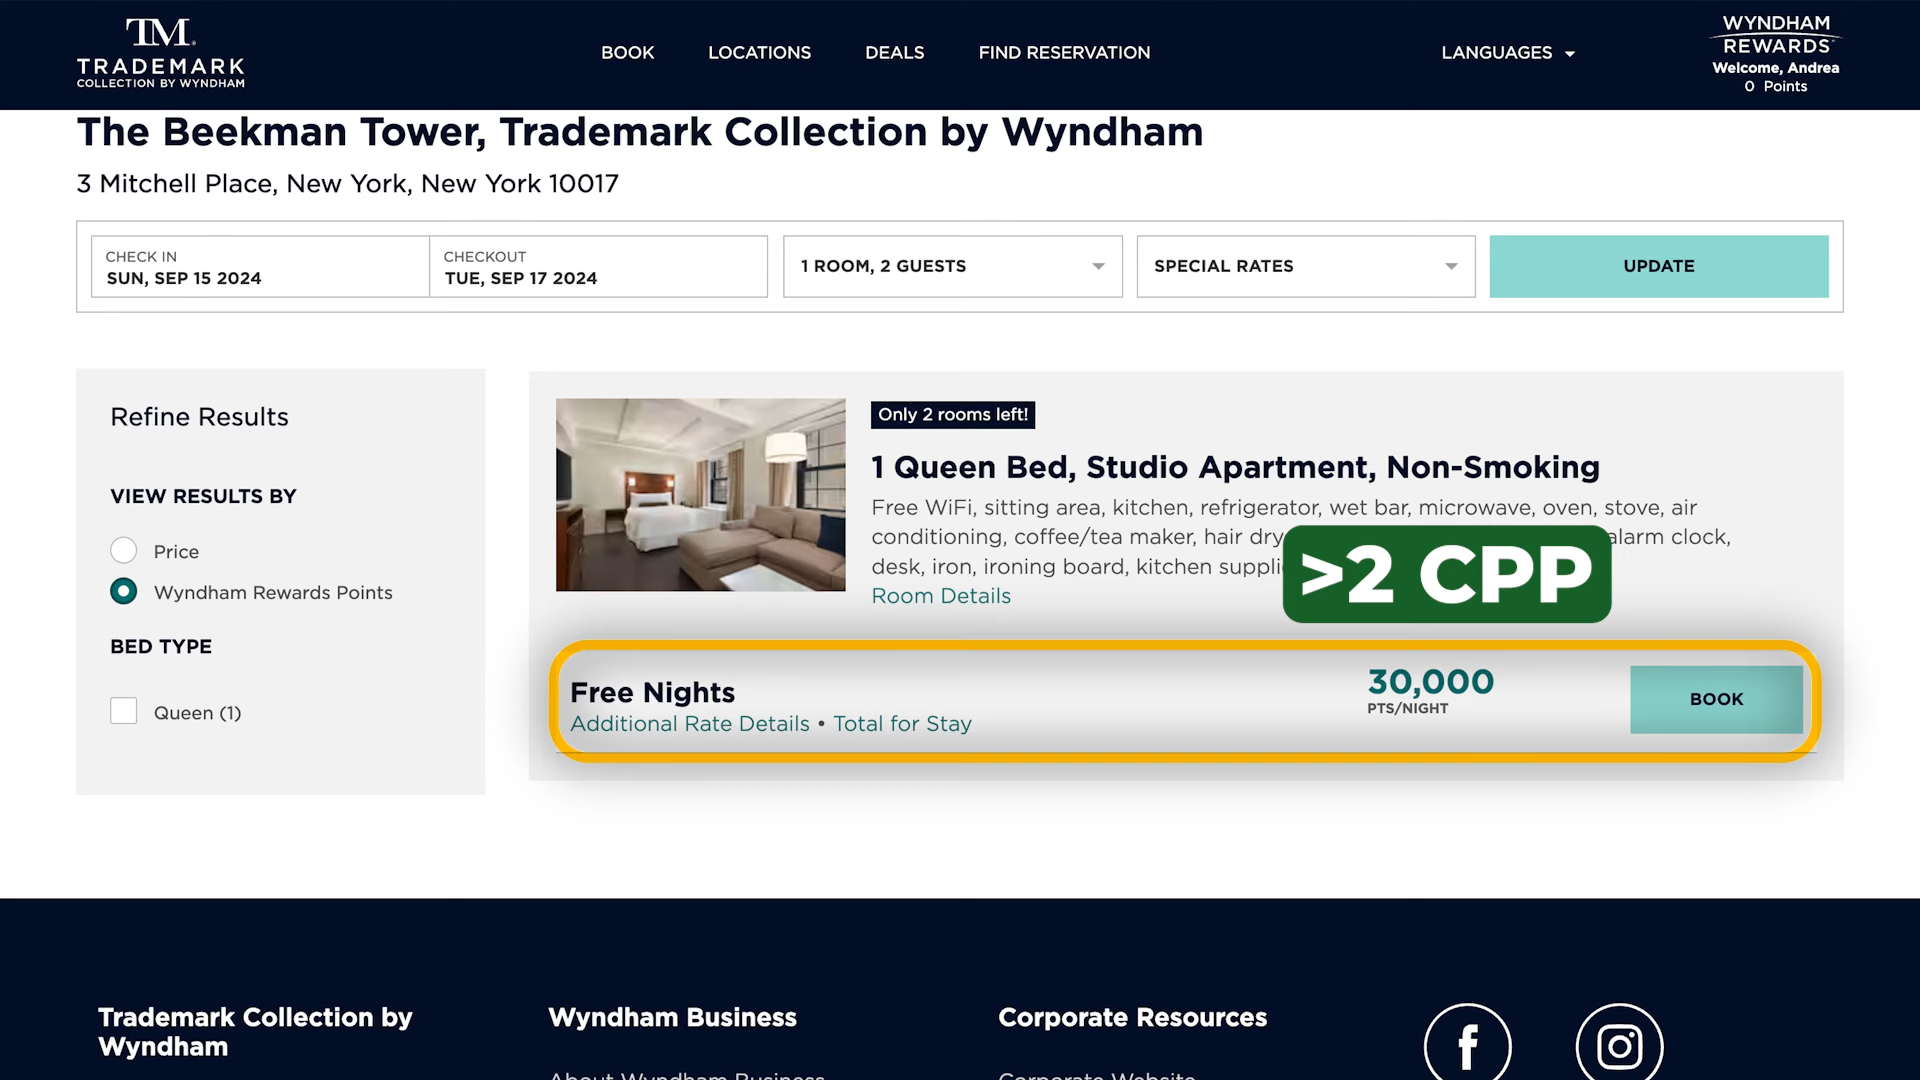 TM.
TRADEMARK
COLLECTION BY WYNDHAM
BOOK
LOCATIONS
DEALS
FIND RESERVATION
LANGUAGES
WYNDHAM
REWARDS
Welcome, Andrea
0 Points
The Beekman Tower, Trademark Collection by Wyndham
3 Mitchell Place, New York, New York 10017
CHECK IN
SUN, SEP 15 2024
CHECKOUT
TUE, SEP 17 2024
1 ROOM, 2 GUESTS
SPECIAL RATES
UPDATE
Refine Results
VIEW RESULTS BY
Price
Wyndham Rewards Points
BED TYPE
Queen (1)
Only 2 rooms left!
1 Queen Bed, Studio Apartment, Non-Smoking
Free WiFi, sitting area, kitchen, refrigerator, wet bar, microwave, oven, stove, air
conditioning, coffee/tea maker, hair dry alarm clock,
desk, iron, ironing board, kitchen suppli
Room Details
>2 CPP
Free Nights
Additional Rate Details • Total for Stay
30,000
PTS/NIGHT
BOOK
Trademark Collection by
Wyndham
Wyndham Business
About Wyndham Business
Corporate Resources
Corporate Website